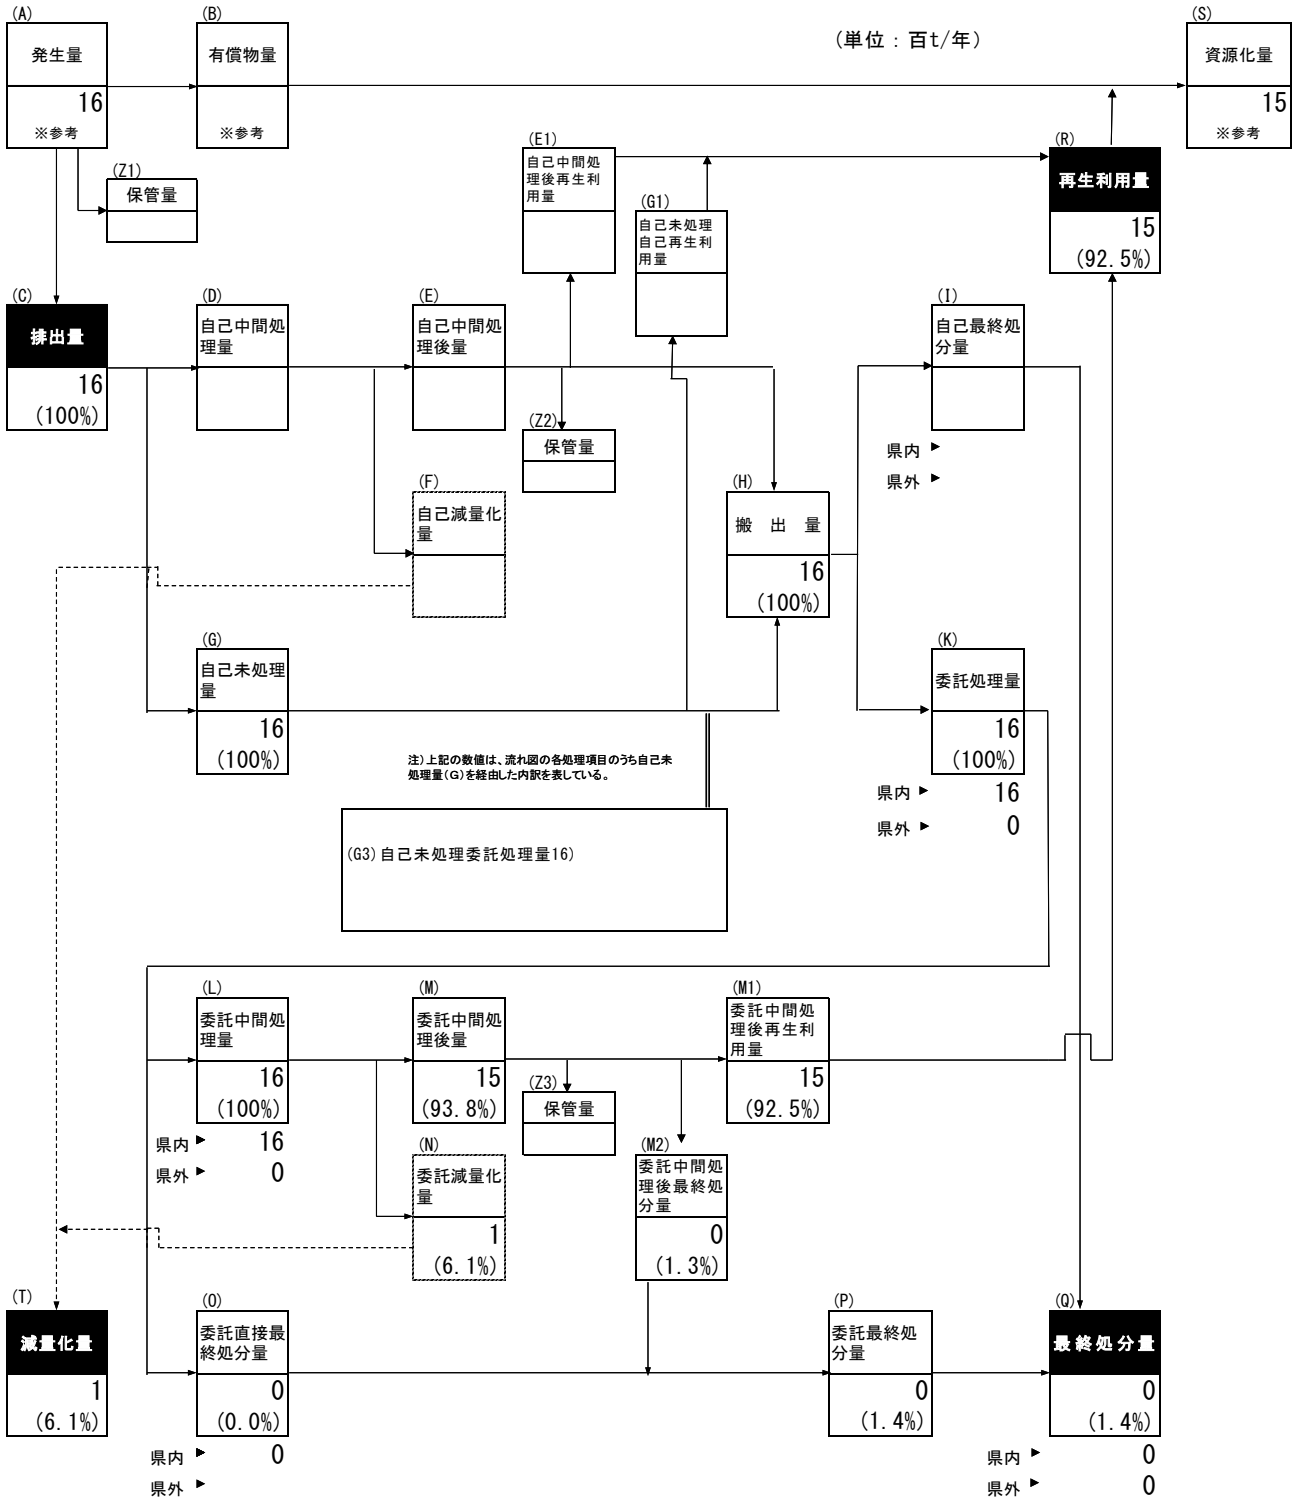 (A)
発生量
16
※参考
(B)
有償物量
※参考
(単位：百t/年)
(S)
資源化量
15
※参考
(Z1)
保管量
(E1)
自己中間処
理後再生利
用量
(G1)
自己未処理
自己再生利
用量
(R)
再生利用量
15
(92.5%)
(C)
排出量
16
(100%)
(D)
自己中間処
理量
(E)
自己中間処
理後量
(Z2)
保管量
(I)
自己最終処
分量
県内 ▶
県外 ▶
(F)
自己減量化
量
(H)
搬 出 量
16
(100%)
(G)
自己未処理
量
16
(100%)
(K)
委託処理量
16
(100%)
県内 ▶ 16
県外 ▶ 0
注）上記の数値は、流れ図の各処理項目のうち自己未
処理量（G）を経由した内訳を表している。
(G3)自己未処理委託処理量16)
(L)
委託中間処
理量
16
(100%)
県内 ▶ 16
県外 ▶ 0
(M)
委託中間処
理後量
15
(93.8%)
(Z3)
保管量
(M1)
委託中間処
理後再生利
用量
15
(92.5%)
(N)
委託減量化
量
1
(6.1%)
(M2)
委託中間処
理後最終処
分量
0
(1.3%)
(T)
減量化量
1
(6.1%)
(O)
委託直接最
終処分量
0
(0.0%)
県内 ▶ 0
県外 ▶
(P)
委託最終処
分量
0
(1.4%)
(Q)
最終処分量
0
(1.4%)
県内 ▶ 0
県外 ▶ 0